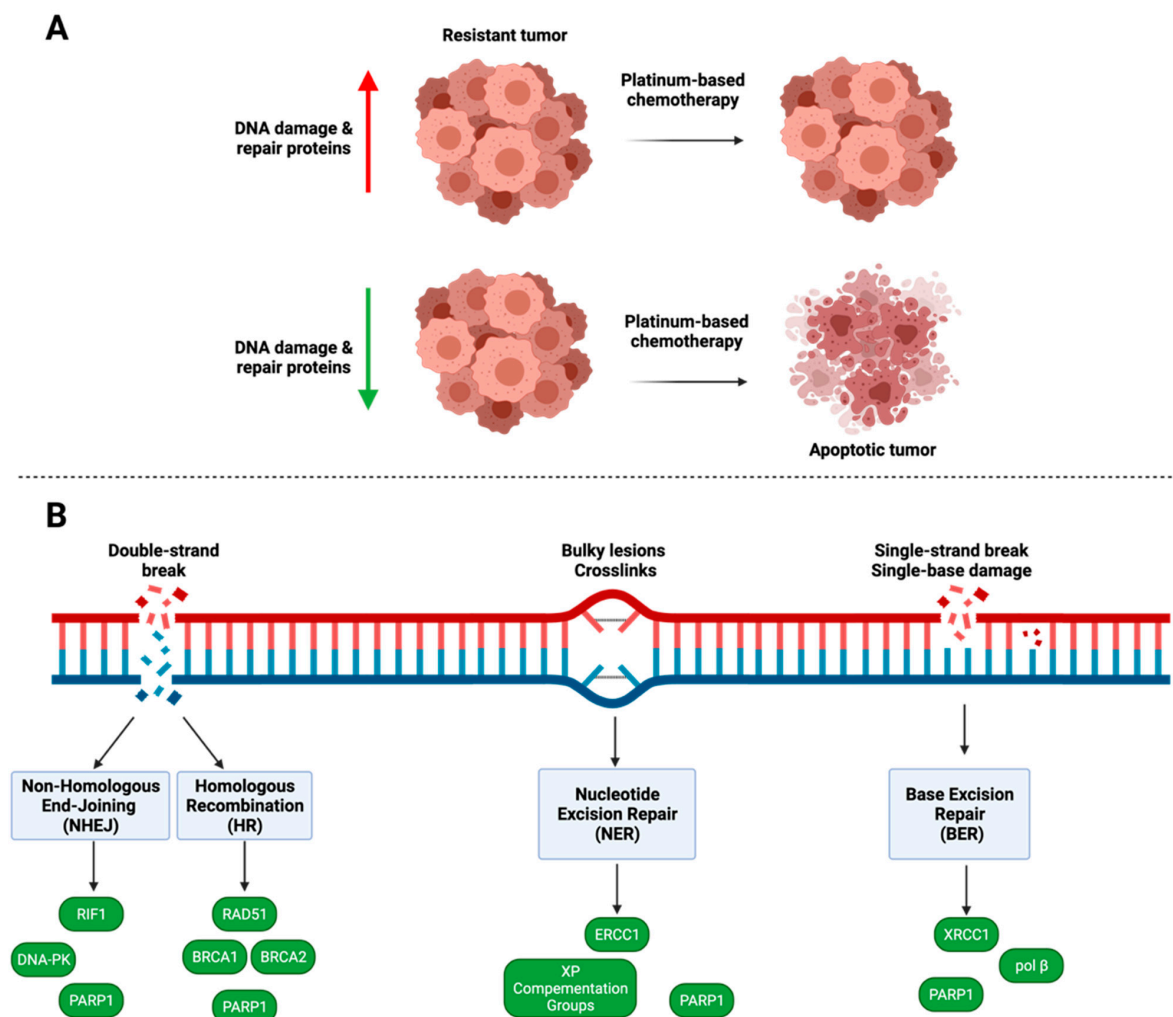 A
Resistant tumor
DNA damage &
repair proteins
Platinum-based
chemotherapy
DNA damage &
repair proteins
Platinum-based
chemotherapy
Apoptotic tumor
B
Double-strand
break
Bulky lesions
Crosslinks
Single-strand break
Single-base damage
Non-Homologous
End-Joining
(NHEJ)
Homologous
Recombination
(HR)
Nucleotide
Excision Repair
(NER)
Base Excision
Repair
(BER)
RIF1
DNA-PK
PARP1
RAD51
BRCA1
BRCA2
PARP1
ERCC1
XP
Compementation
Groups
PARP1
XRCC1
pol β
PARP1